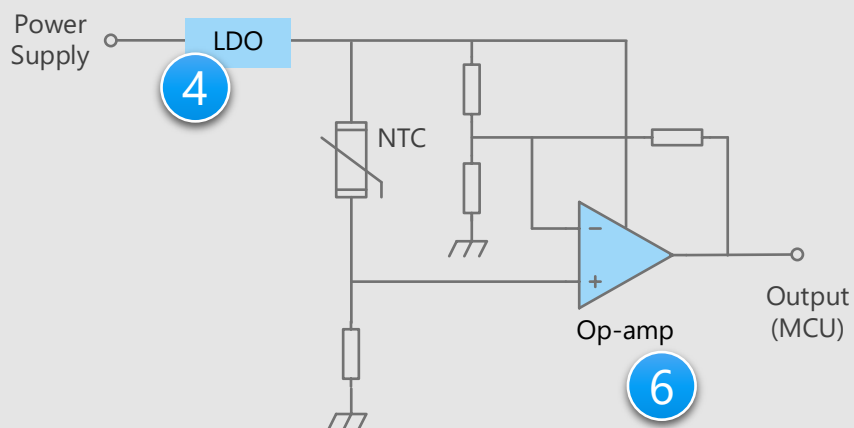 Power
Supply
LDO
4
NTC
−
+
Op-amp
Output
(MCU)
6